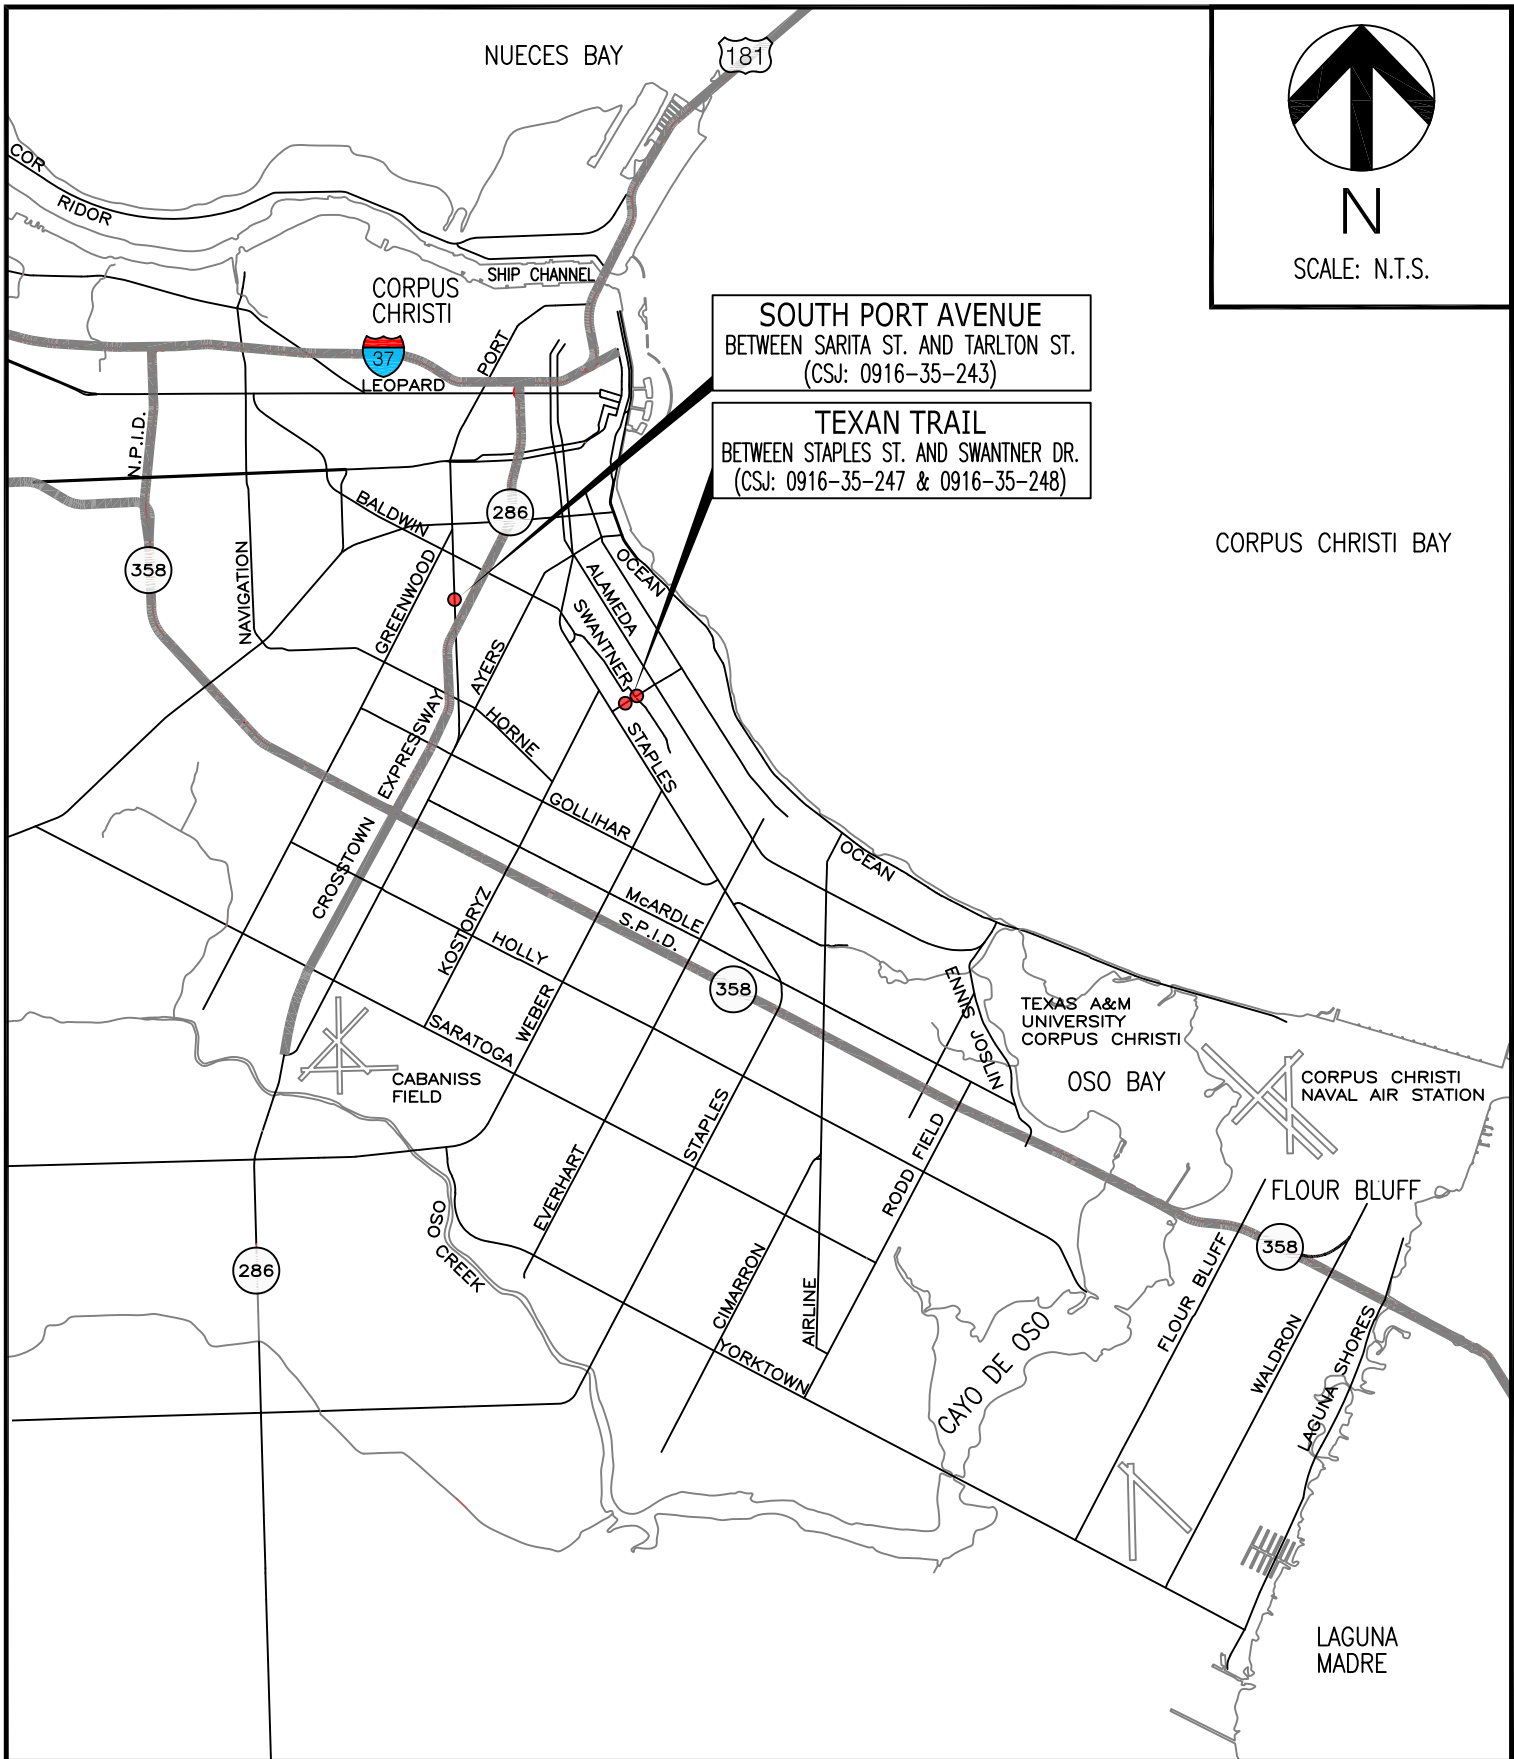 NUECES BAY
181
N
SCALE: N.T.S.
COR
RIDOR
SHIP CHANNEL
CORPUS
CHRISTI
PORT
37
LEOPARD
SOUTH PORT AVENUE
BETWEEN SARITA ST. AND TARLTON ST.
(CSJ: 0916-35-243)
TEXAN TRAIL
BETWEEN STAPLES ST. AND SWANTNER DR.
(CSJ: 0916-35-247 & 0916-35-248)
N.P.I.D.
BALDWIN
286
CORPUS CHRISTI BAY
358
NAVIGATION
GREENWOOD
OCEAN
ALAMEDA
SWANTNER
AYERS
HORNE
STAPLES
CROSSTOWN EXPRESSWAY
GOLLIHAR
OCEAN
McARDLE
S.P.I.D.
KOSTORYZ
HOLLY
358
ENNIS JOSLIN
WEBER
SARATOGA
TEXAS A&M
UNIVERSITY
CORPUS CHRISTI
OSO BAY
CORPUS CHRISTI
NAVAL AIR STATION
CABANISS
FIELD
STAPLES
RODD FIELD
EVERHART
FLOUR BLUFF
OSO
CREEK
286
358
FLOUR BLUFF
CIMARRON
AIRLINE
YORKTOWN
CAYO DE OSO
WALDRON
LAGUNA SHORES
LAGUNA
MADRE